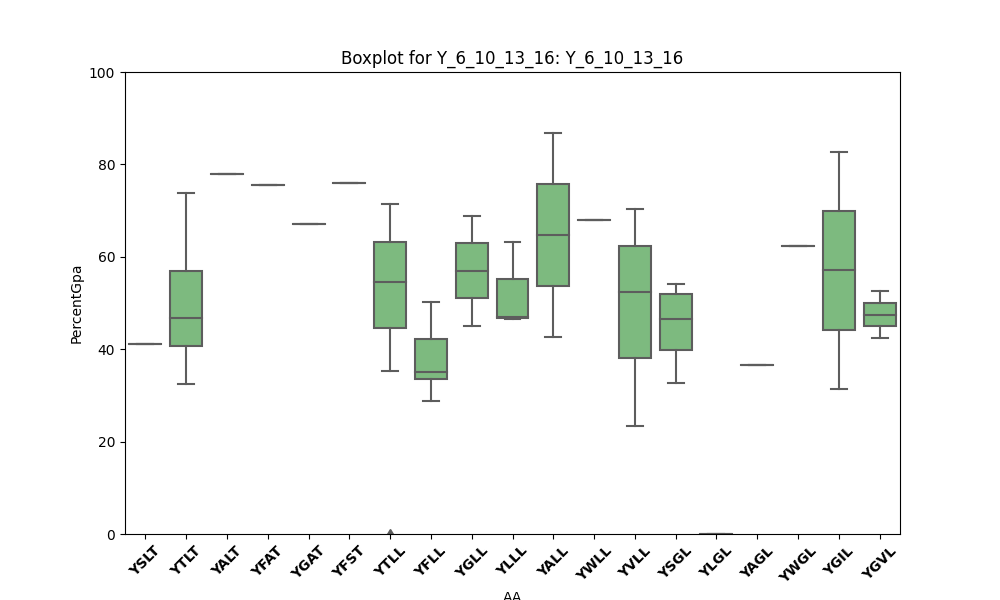 Boxplot for Y_6_10_13_16: Y_6_10_13_16
100
80
60
40
20
0
PercentGpa
YSLT YTLT YALT YFAT YGAT YFST YTLL YFLL YGLL YLLL YALL YWLL YVLL YSGL YLGL YAGL YWGL YGIL YGVL
AA